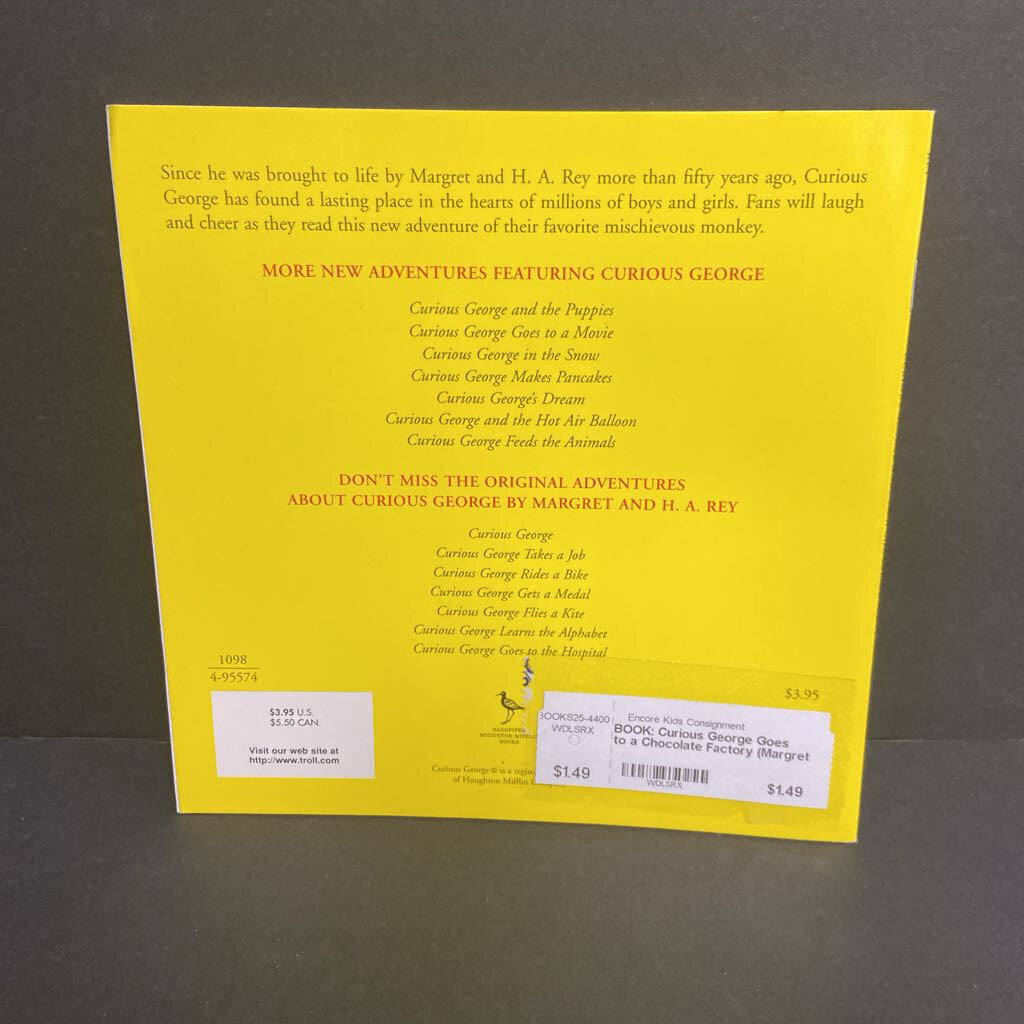 Since he was brought to life by Margret and H. A. Rey more than fifty years ago, Curious
George has found a lasting place in the hearts of millions of boys and girls. Fans will laugh
and cheer as they read this new adventure of their favorite mischievous monkey.
MORE NEW ADVENTURES FEATURING CURIOUS GEORGE
Curious George and the Puppies
Curious George Goes to a Movie
Curious George in the Snow
Curious George Makes Pancakes
Curious George's Dream
Curious George and the Hot Air Balloon
Curious George Feeds the Animals
DON'T MISS THE ORIGINAL ADVENTURES
ABOUT CURIOUS GEORGE BY MARGRET AND H. A. REY
Curious George
Curious George Takes a Job
Curious George Rides a Bike
Curious George Gets a Medal
Curious George Flies a Kite
Curious George Learns the Alphabet
Curious George Goes to the Hospital
1098
4-95574
$3.95 U.S.
$5.50 CAN.
Visit our web site at
http://www.troll.com
SANDPIPER
HOUGHTON MIFFLIN
BOOKS
Curious George® is a
of Houghton Mifflin
$3.95
BOOKS25-4400
WDLSRX
$1.49
Encore Kids Consignment
BOOK: Curious George Goes
to a Chocolate Factory (Margret
WDLSRX
$1.49